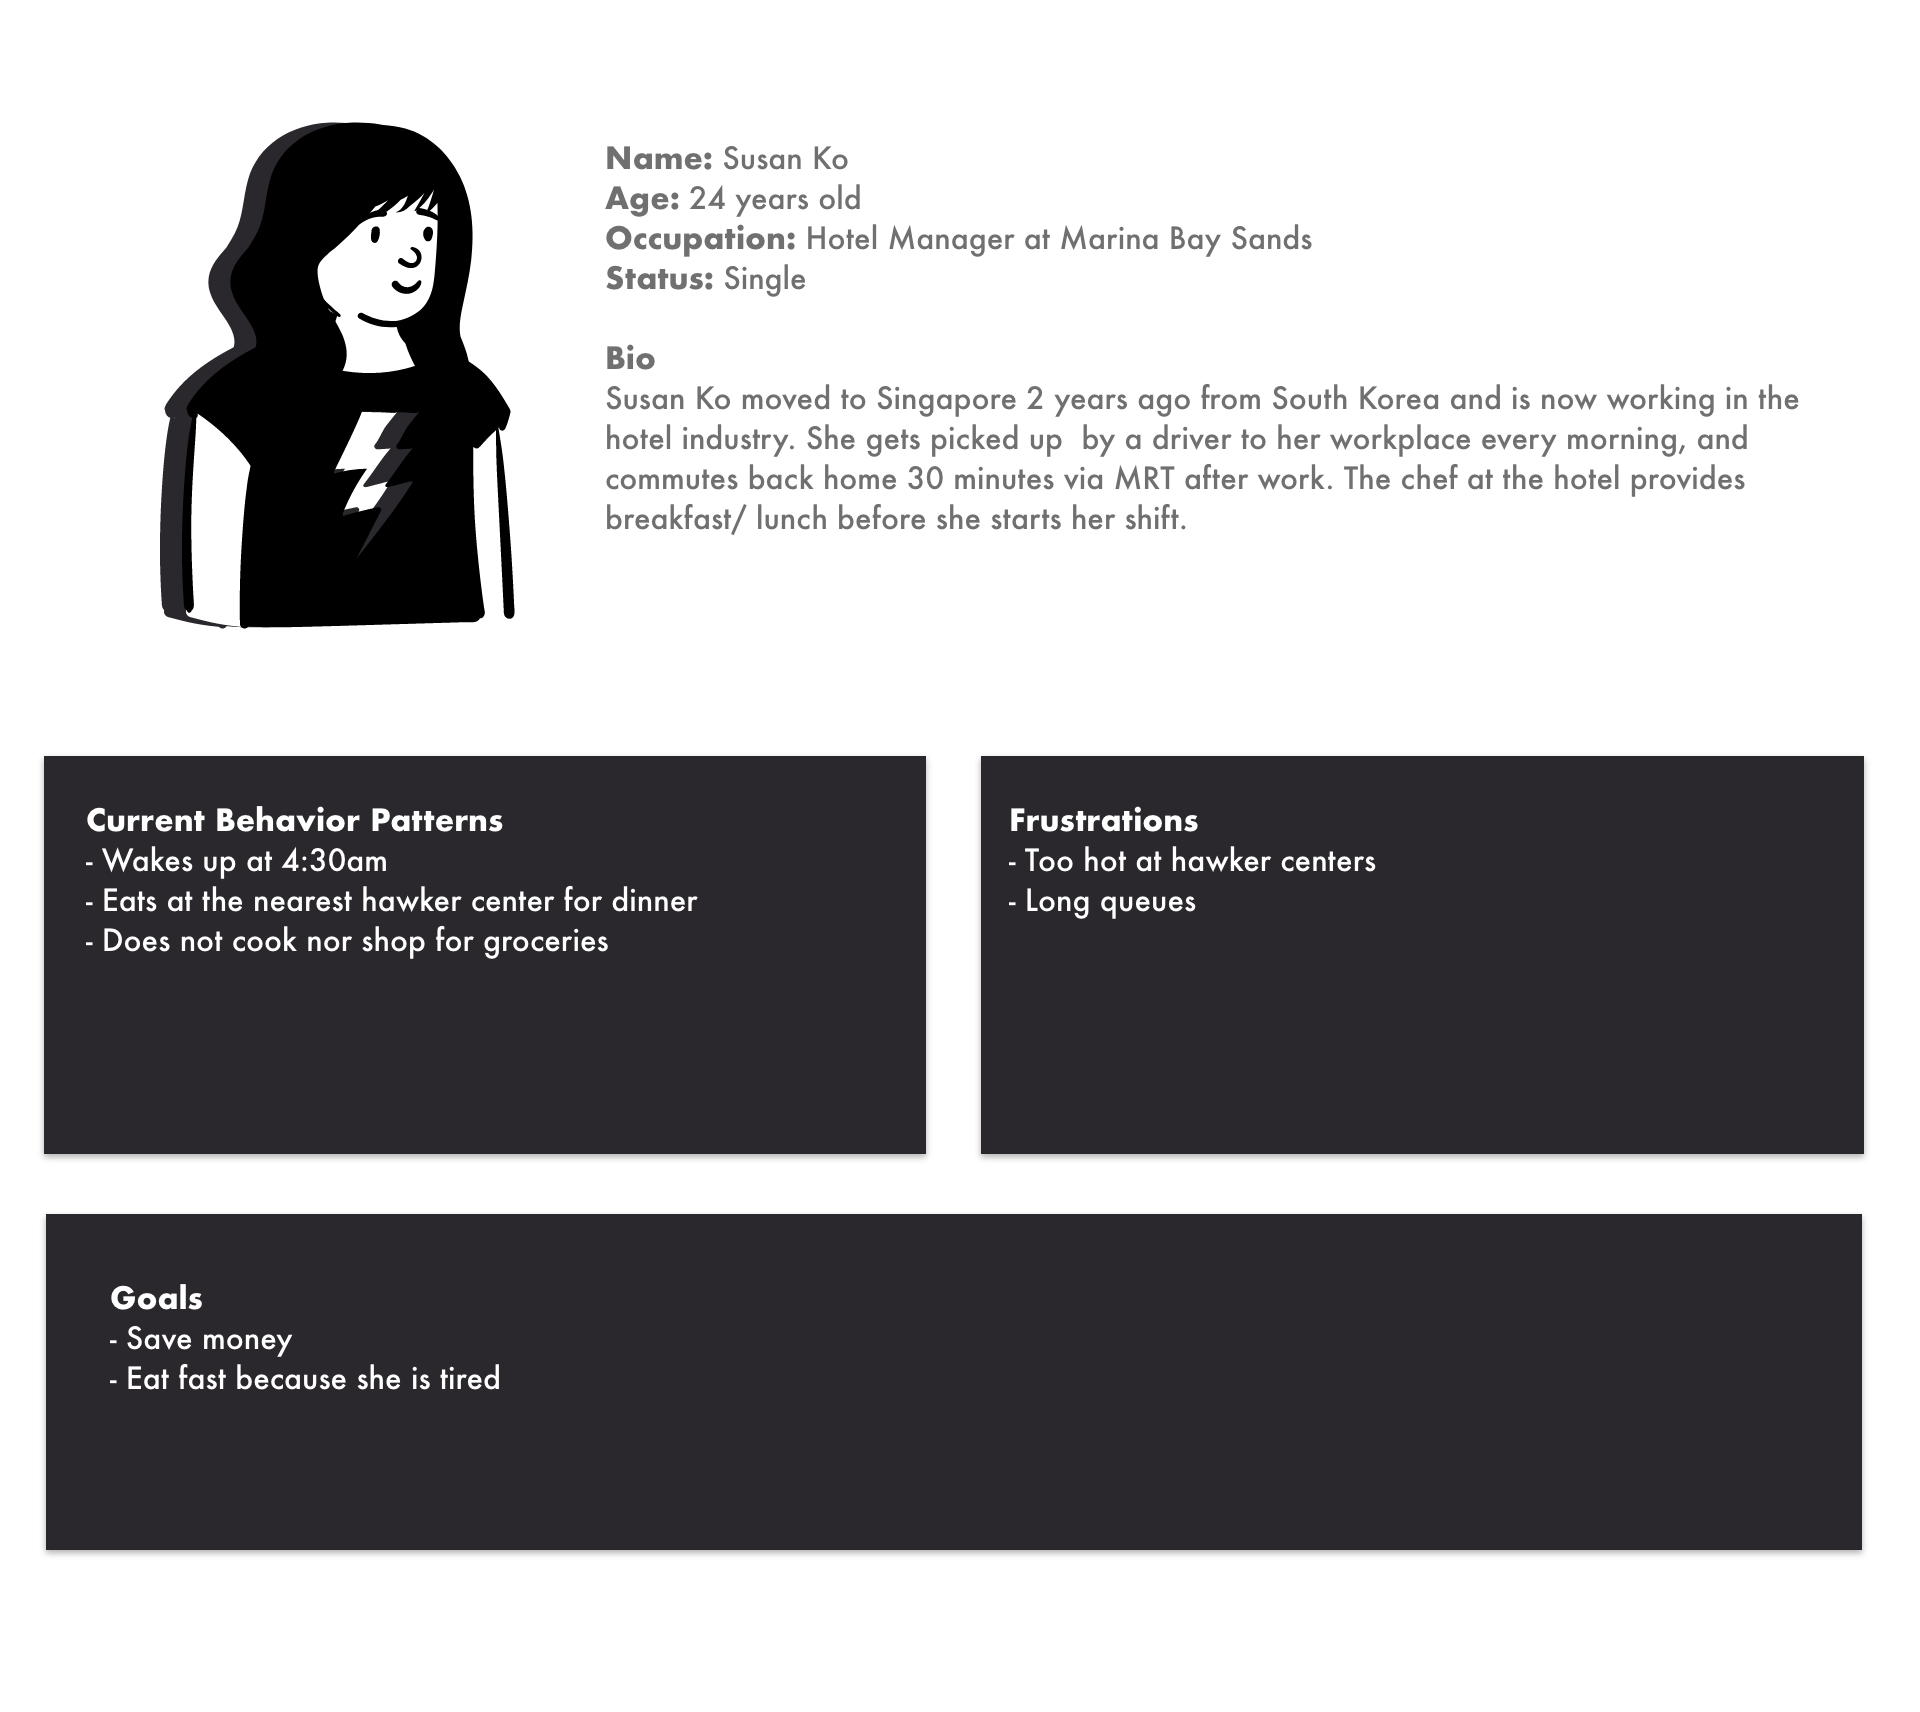 Name: Susan Ko
Age: 24 years old
Occupation: Hotel Manager at Marina Bay Sands
Status: Single
Bio
Susan Ko moved to Singapore 2 years ago from South Korea and is now working in the
hotel industry. She gets picked up  by a driver to her workplace every morning, and
commutes back home 30 minutes via MRT after work. The chef at the hotel provides
breakfast/ lunch before she starts her shift.
Current Behavior Patterns
- Wakes up at 4:30am
- Eats at the nearest hawker center for dinner
- Does not cook nor shop for groceries
Frustrations
- Too hot at hawker centers
- Long queues
Goals
- Save money
- Eat fast because she is tired